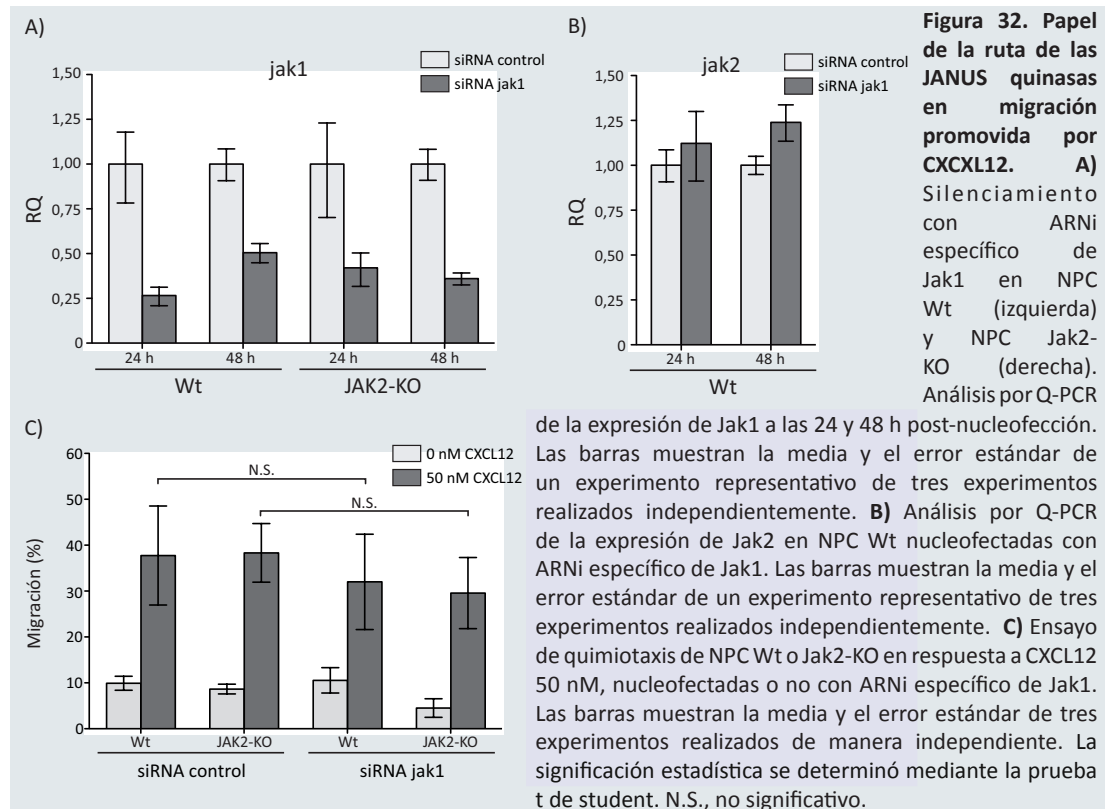 A)
jak1
siRNA control
siRNA jak1
1,50
1,25
1,00
0,75
0,50
0,25
0
RQ
24 h 48 h 24 h 48 h
Wt JAK2-KO
B)
jak2
siRNA control
siRNA jak1
1,50
1,25
1,00
0,75
0,50
0,25
0
RQ
24 h 48 h
Wt
C)
0 nM CXCL12
50 nM CXCL12
N.S.
N.S.
60
50
40
30
20
10
0
Migración (%)
Wt JAK2-KO Wt JAK2-KO
siRNA control siRNA jak1
Figura 32. Papel
de la ruta de las
JANUS quinasas
en migración
promovida por
CXCXL12. A)
Silenciamiento
con ARNi
específico de
Jak1 en NPC
Wt (izquierda)
y NPC Jak2-
KO (derecha).
Análisis por Q-PCR
de la expresión de Jak1 a las 24 y 48 h post-nucleofección.
Las barras muestran la media y el error estándar de
un experimento representativo de tres experimentos
realizados independientemente. B) Análisis por Q-PCR
de la expresión de Jak2 en NPC Wt nucleofectadas con
ARNi específico de Jak1. Las barras muestran la media y el
error estándar de un experimento representativo de tres
experimentos realizados independientemente. C) Ensayo
de quimiotaxis de NPC Wt o Jak2-KO en respuesta a CXCL12
50 nM, nucleofectadas o no con ARNi específico de Jak1.
Las barras muestran la media y el error estándar de tres
experimentos realizados de manera independiente. La
significación estadística se determinó mediante la prueba
t de student. N.S., no significativo.